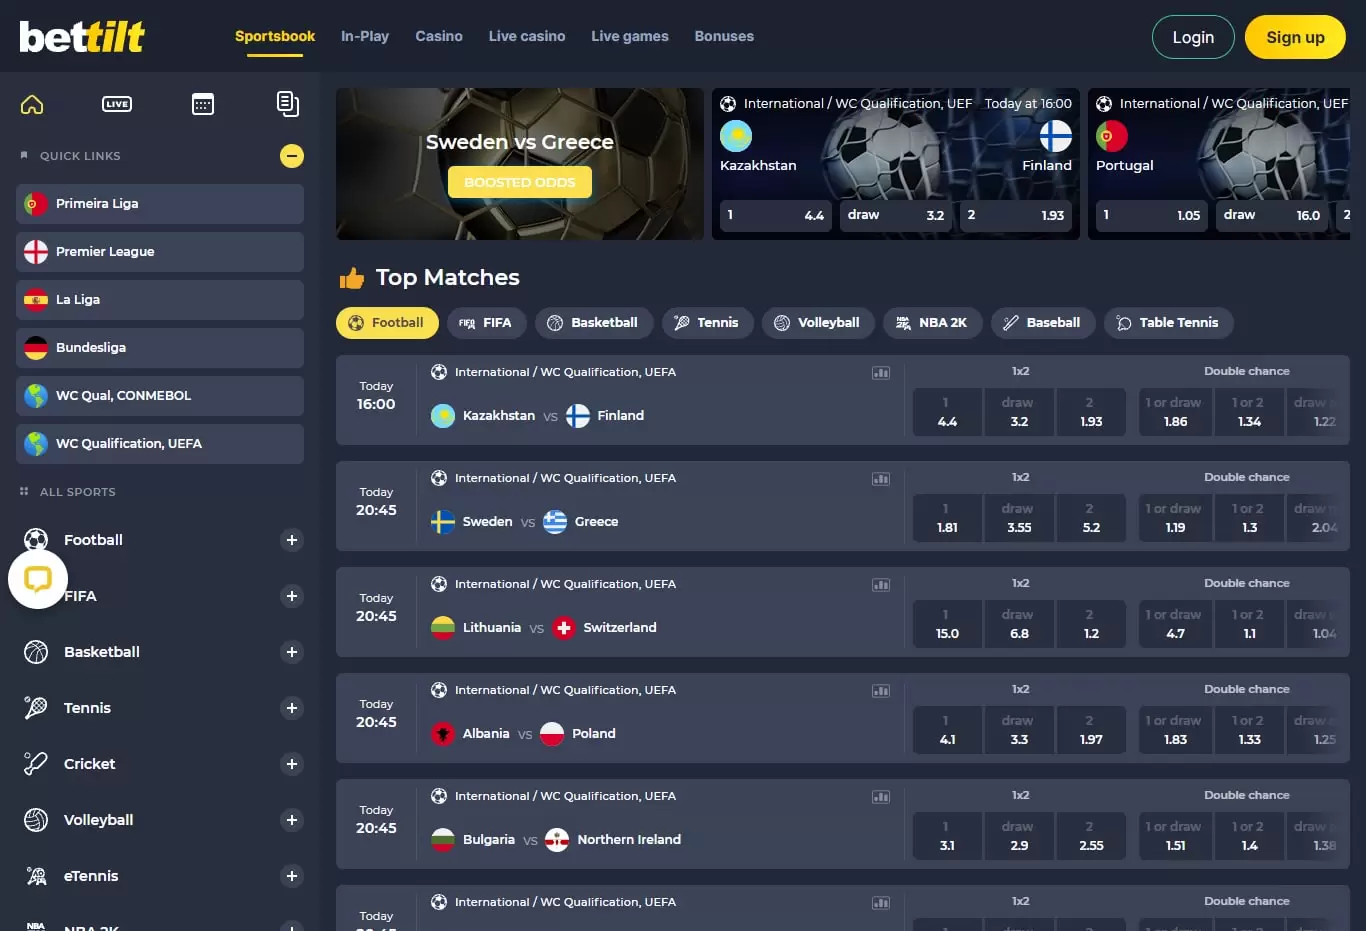 bettilt
Sportsbook
In-Play
Casino
Live casino
Live games
Bonuses
Login
Sign up
LIVE
QUICK LINKS
Primeira Liga
Premier League
La Liga
Bundesliga
WC Qual, CONMEBOL
WC Qualification, UEFA
ALL SPORTS
Football
FIFA
Basketball
Tennis
Cricket
Volleyball
eTennis
NBA NBA 2K
Sweden vs Greece
BOOSTED ODDS
International / WC Qualification, UEF Today at 16:00
Kazakhstan Finland
1 4.4 draw 3.2 2 1.93
International / WC Qualification, UEF
Portugal
1 1.05 draw 16.0 2
Top Matches
Football
FIFA FIFA
Basketball
Tennis
Volleyball
NBA 2K NBA 2K
Baseball
Table Tennis
Today
16:00
International / WC Qualification, UEFA
Kazakhstan VS Finland
1x2 Double chance
1 draw 2 1 or draw 1 or 2 draw
4.4 3.2 1.93 1.86 1.34 1.22
Today
20:45
International / WC Qualification, UEFA
Sweden VS Greece
1x2 Double chance
1 draw 2 1 or draw 1 or 2 draw
1.81 3.55 5.2 1.19 1.3 2.04
Today
20:45
International / WC Qualification, UEFA
Lithuania VS Switzerland
1x2 Double chance
1 draw 2 1 or draw 1 or 2 draw
15.0 6.8 1.2 4.7 1.1 1.04
Today
20:45
International / WC Qualification, UEFA
Albania VS Poland
1x2 Double chance
1 draw 2 1 or draw 1 or 2 draw
4.1 3.3 1.97 1.83 1.33 1.25
Today
20:45
International / WC Qualification, UEFA
Bulgaria VS Northern Ireland
1x2 Double chance
1 draw 2 1 or draw 1 or 2 draw
3.1 2.9 2.55 1.51 1.4 1.38
Today
International / WC Qualification, UEFA
1x2 Double chance